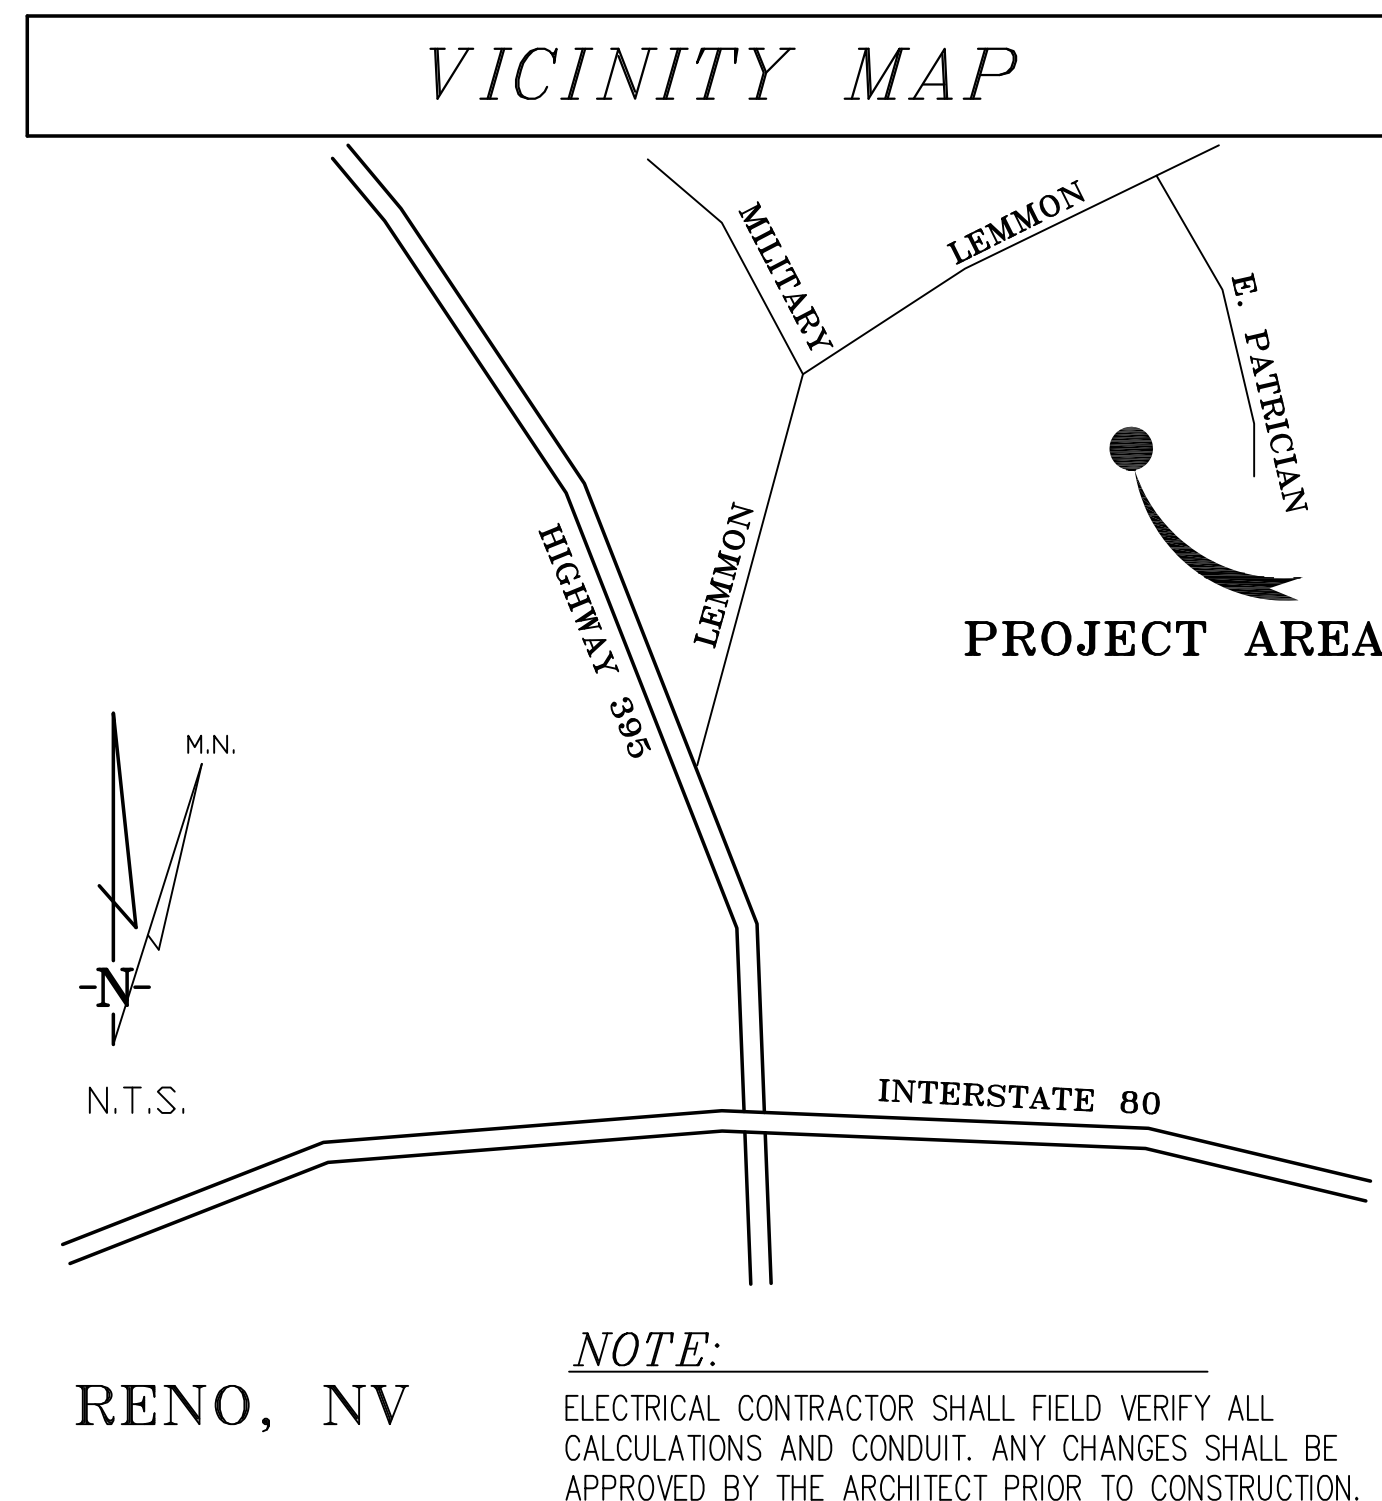 VICINITY MAP
MILITARY
LEMMON
E. PATRICIAN
LEMMON
HIGHWAY 395
PROJECT AREA
M.N.
N
N.T.S.
INTERSTATE 80
RENO, NV
NOTE:
ELECTRICAL CONTRACTOR SHALL FIELD VERIFY ALL
CALCULATIONS AND CONDUIT. ANY CHANGES SHALL BE
APPROVED BY THE ARCHITECT PRIOR TO CONSTRUCTION.